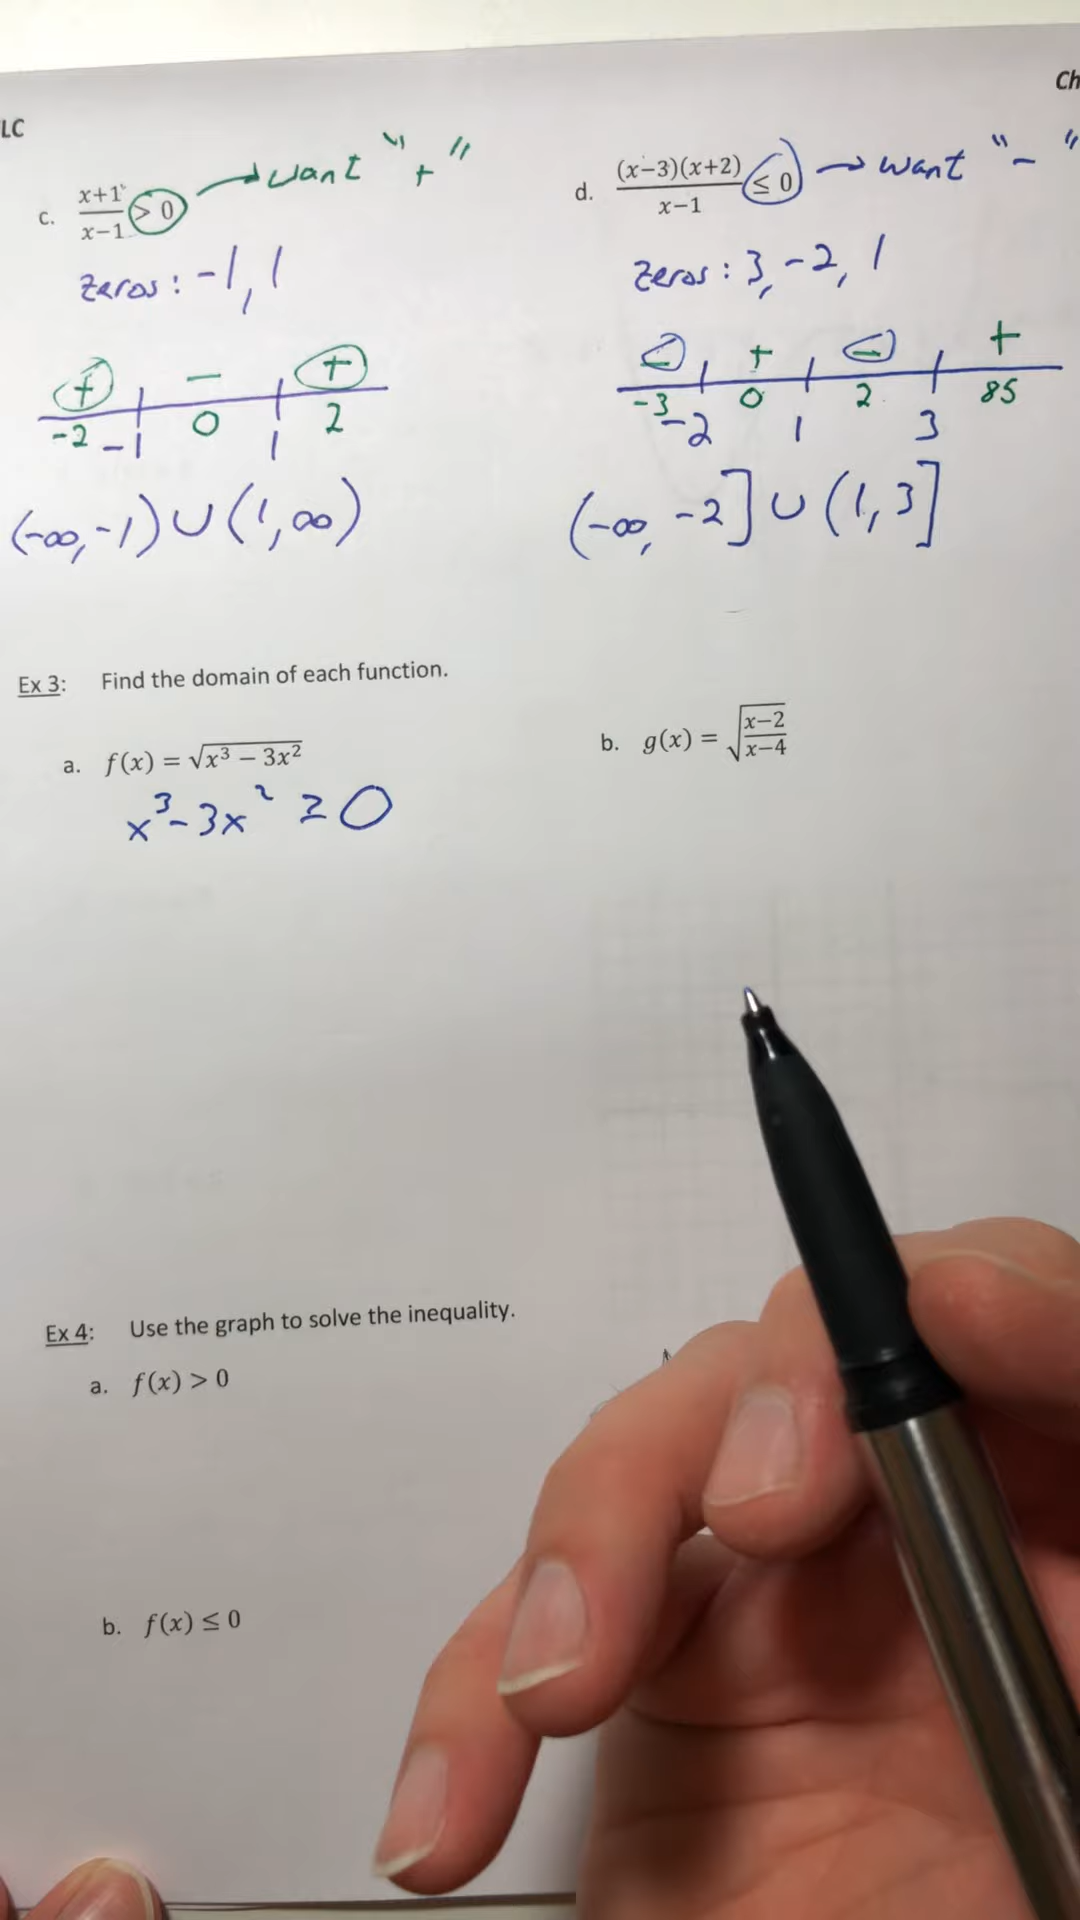 LC
Ch
c. x+1/x−1 > 0 → want "+"
zeros: -1, 1
+ − +
-2 0 2
-1 1
(-∞, -1) ∪ (1, ∞)
d. (x−3)(x+2)/x−1 ≤ 0 → want "−"
zeros: 3, -2, 1
− + − +
-3 0 2 85
-2 1 3
(-∞, -2] ∪ (1, 3]
Ex 3: Find the domain of each function.
a. f(x) = √x³ − 3x²
x³ - 3x² ≥ 0
b. g(x) = √x−2/x−4
Ex 4: Use the graph to solve the inequality.
a. f(x) > 0
b. f(x) ≤ 0